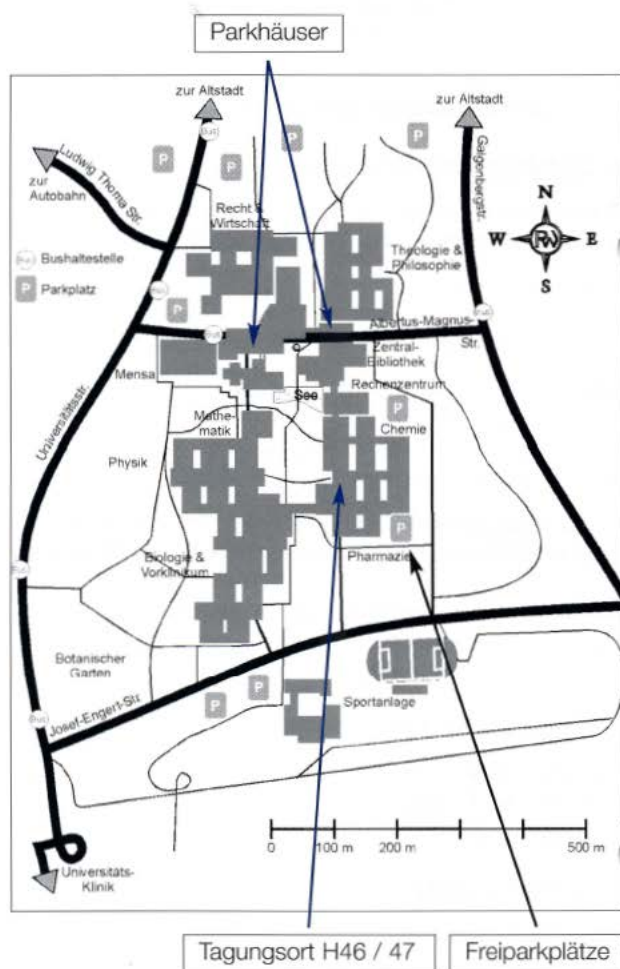 Parkhäuser
zur Altstadt
zur Altstadt
Ludwig Thoma Str.
zur
Autobahn
Galgenbergstr.
N
W
E
S
Bushaltestelle
P Parkplatz
Recht &
Wirtschaft
Theologie &
Philosophie
Albertus-Magnus-
Str.
Zentral-
Bibliothek
Rechenzentrum
Mensa
See
Mathe-
matik
Chemie
Universitätsstr.
Physik
Pharmazie
Biologie &
Vorklinikum
Botanischer
Garten
Josef-Engert-Str.
Sportanlage
0 100 m 200 m 500 m
Universitäts-
Klinik
Tagungsort H46 / 47
Freiparkplätze
P
P
P
P
P
P
P
P
P